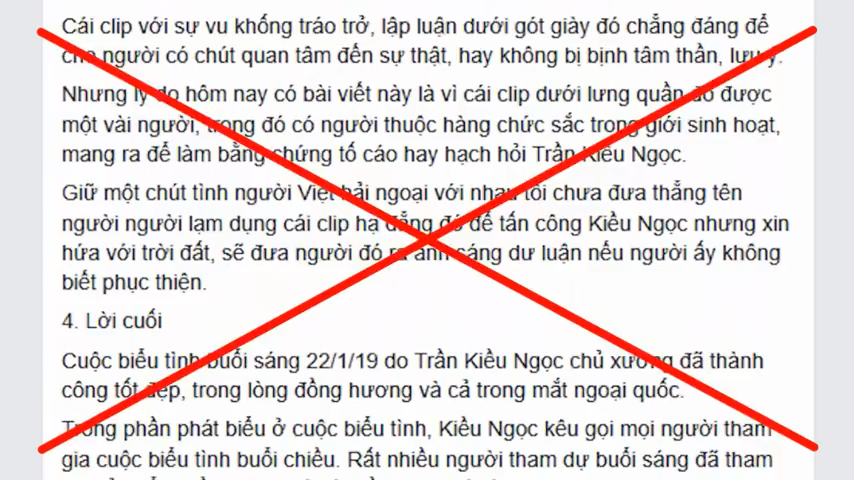 Cái clip với sự vu khống tráo trở, lập luận dưới gót giày đó chẳng đáng để
cho người có chút quan tâm đến sự thật, hay không bị bịnh tâm thần, lưu ý.
Nhưng lý do hôm nay có bài viết này là vì cái clip dưới lưng quần đó được
một vài người, trong đó có người thuộc hàng chức sắc trong giới sinh hoạt,
mang ra để làm bằng chứng tố cáo hay hạch hỏi Trần Kiều Ngọc.
Giữ một chút tình người Việt hải ngoại với nhau tôi chưa đưa thẳng tên
người người lạm dụng cái clip hạ đẳng đó để tấn công Kiều Ngọc nhưng xin
hứa với trời đất, sẽ đưa người đó ra ánh sáng dư luận nếu người ấy không
biết phục thiện.
4. Lời cuối
Cuộc biểu tình buổi sáng 22/1/19 do Trần Kiều Ngọc chủ xướng đã thành
công tốt đẹp, trong lòng đồng hương và cả trong mắt ngoại quốc.
Trong phần phát biểu ở cuộc biểu tình, Kiều Ngọc kêu gọi mọi người tham
gia cuộc biểu tình buổi chiều. Rất nhiều người tham dự buổi sáng đã tham